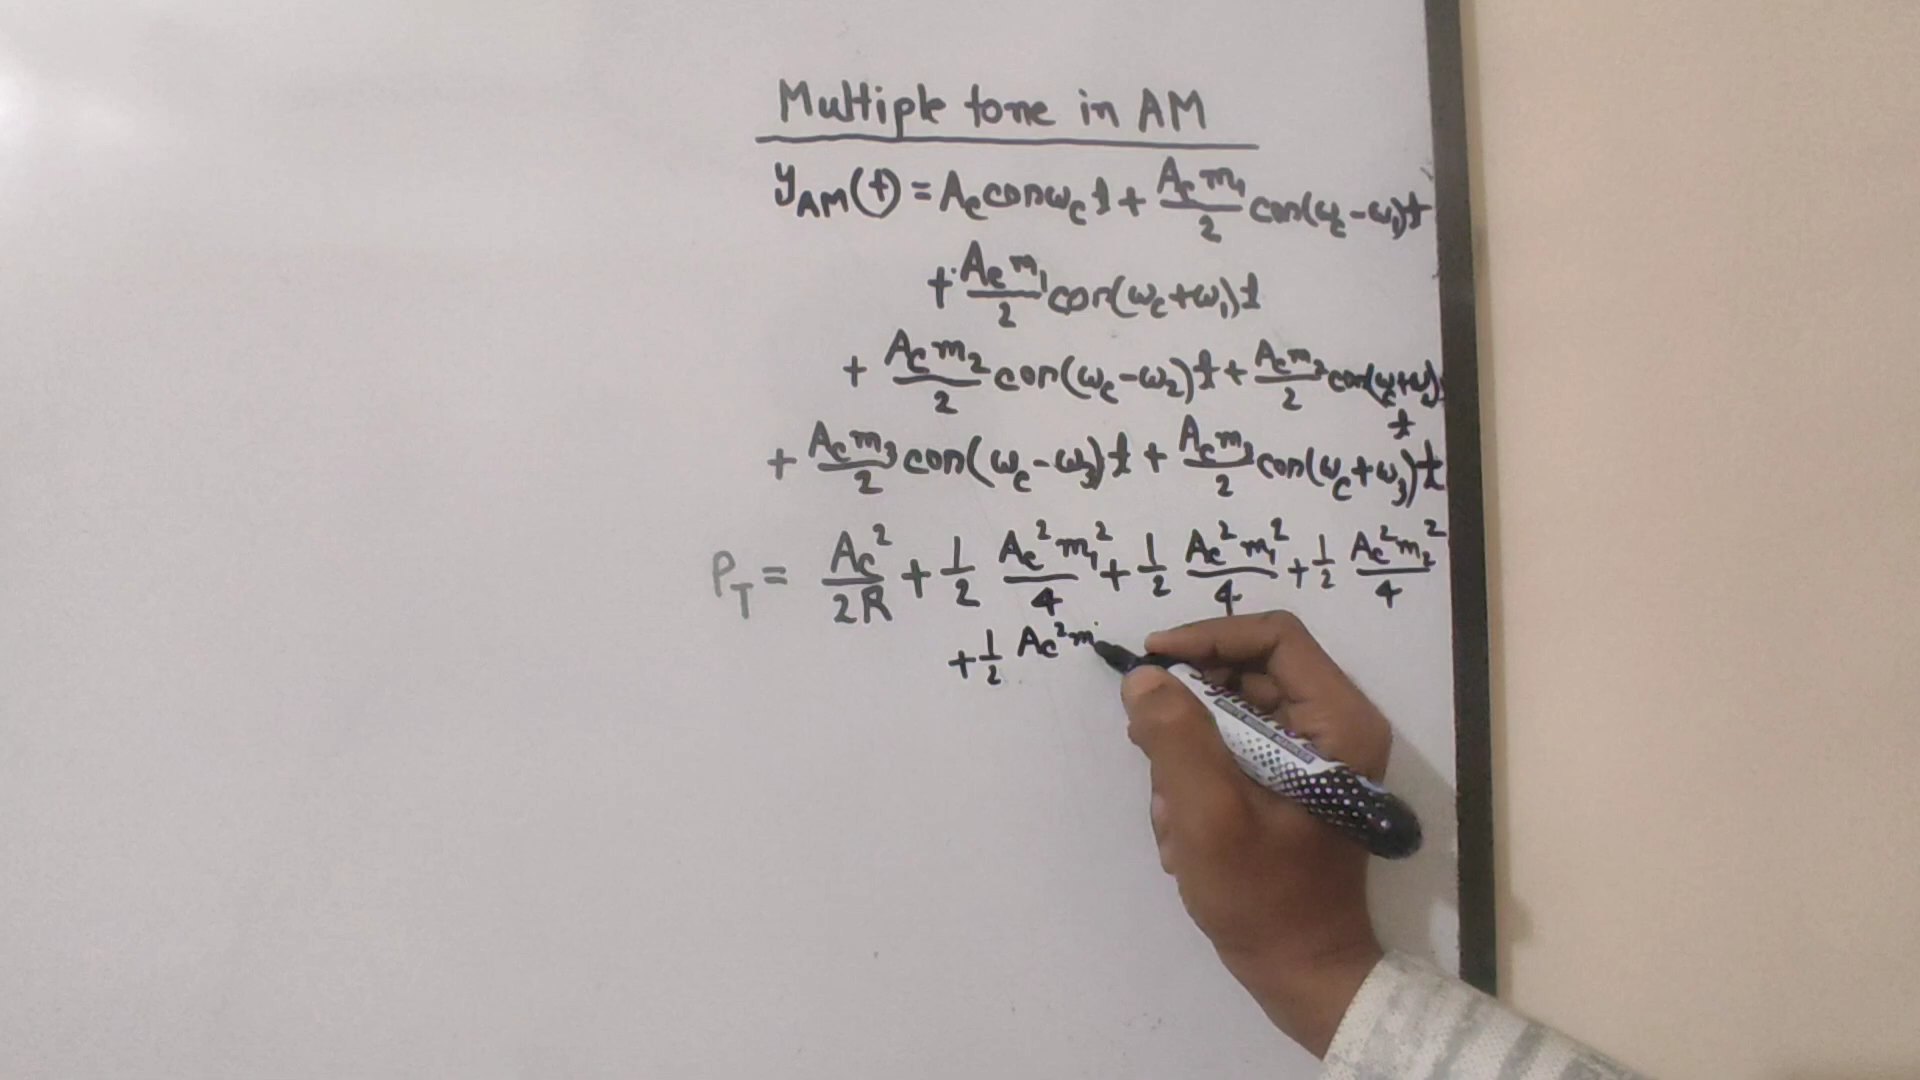 Multiple tone in AM
y_AM(t) = A_c cos ω_c t + A_c m_1/2 cos(ω_c - ω_1)t
+ A_c m_1/2 cos(ω_c + ω_1)t
+ A_c m_2/2 cos(ω_c - ω_2)t + A_c m_2/2 cos(ω_c + ω_2)
t
+ A_c m_3/2 cos(ω_c - ω_3)t + A_c m_3/2 cos(ω_c + ω_3)t
P_T = A_c^2/2R + 1/2 A_c^2 m_1^2/4 + 1/2 A_c^2 m_1^2/4 + 1/2 A_c^2 m_2^2/4
+ 1/2 A_c^2 m